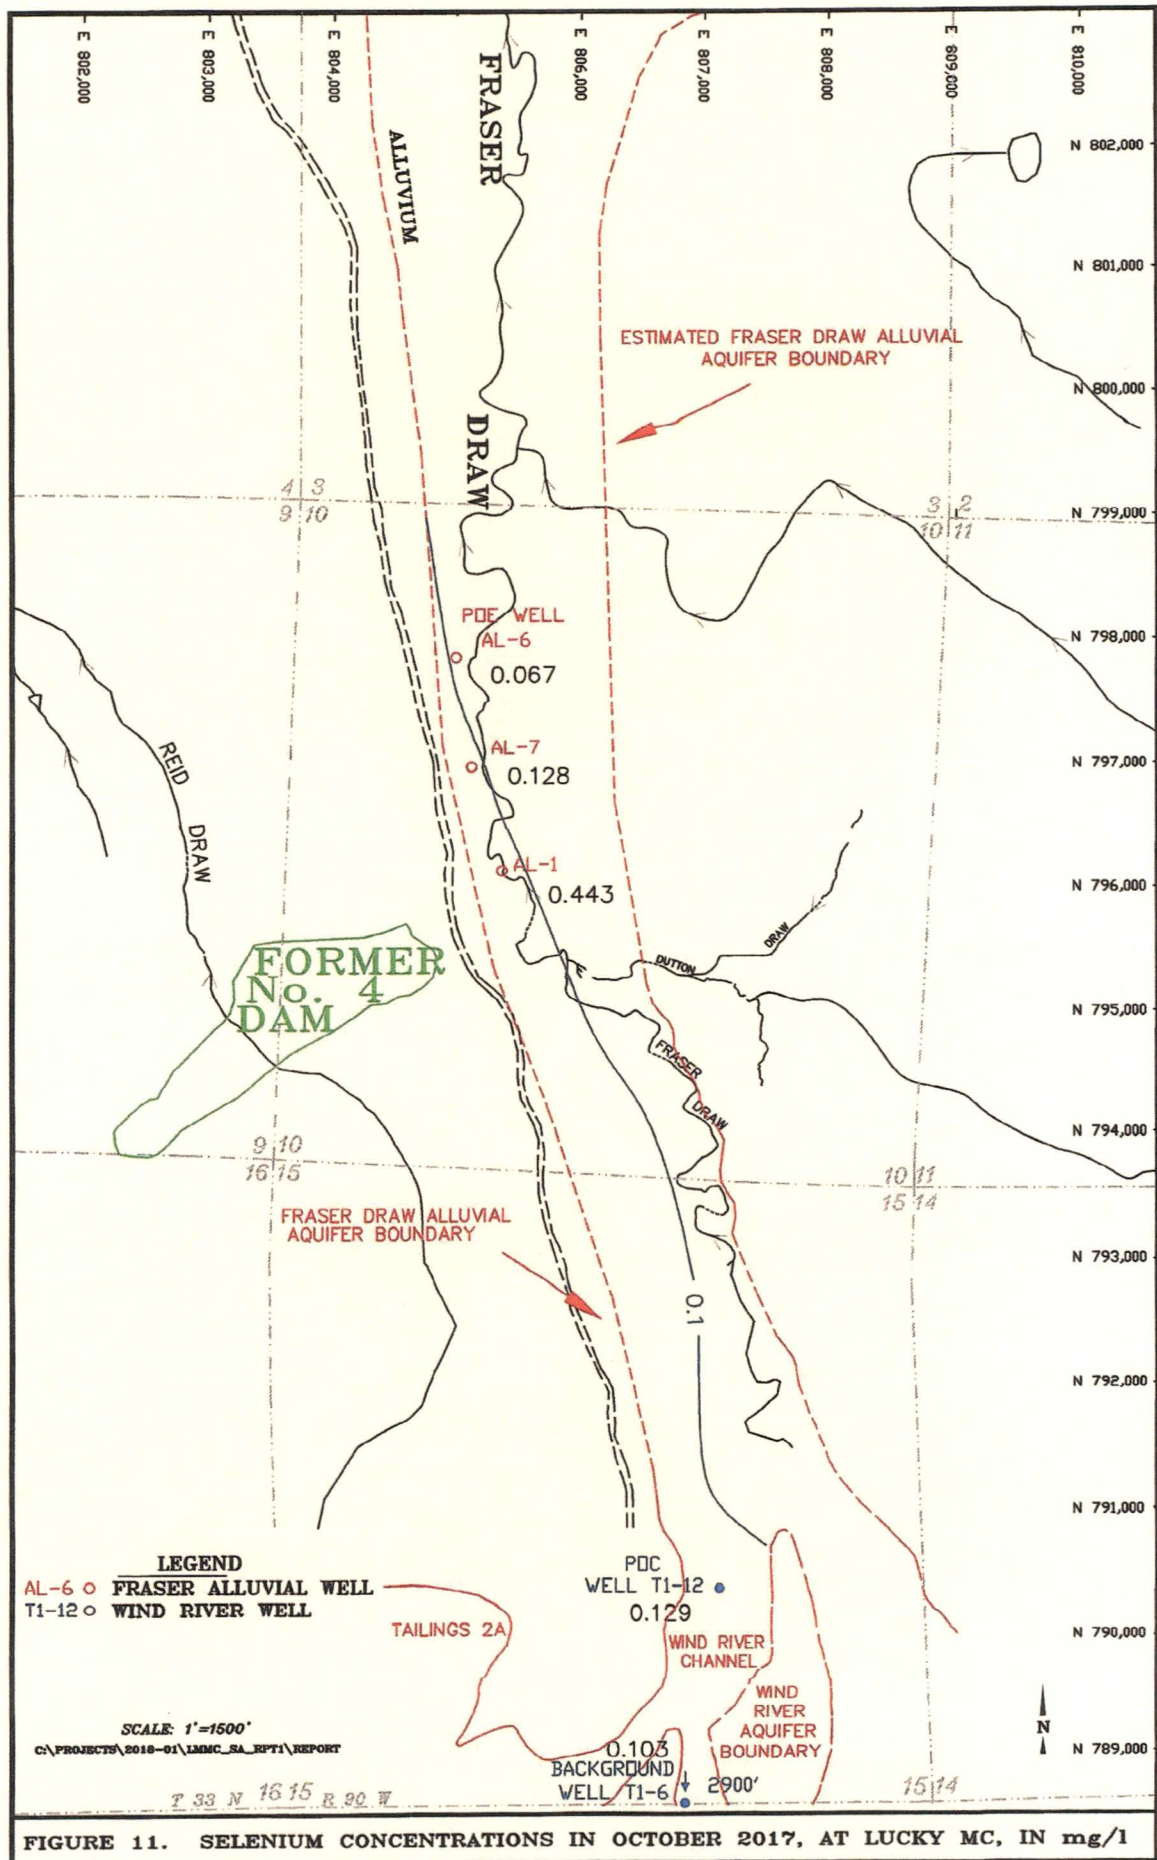 E 802,000
E 803,000
E 804,000
E 806,000
E 807,000
E 808,000
E 809,000
E 810,000
FRASER
N 802,000
ALLUVIUM
N 801,000
ESTIMATED FRASER DRAW ALLUVIAL
AQUIFER BOUNDARY
N 800,000
DRAW
4 3
9 10
3 2
10 11
N 799,000
POE WELL
AL-6
0.067
N 798,000
REID
DRAW
AL-7
0.128
N 797,000
AL-1
0.443
N 796,000
DUTTON
DRAW
FORMER
No. 4
DAM
N 795,000
FRASER
DRAW
N 794,000
9 10
16 15
10 11
15 14
FRASER DRAW ALLUVIAL
AQUIFER BOUNDARY
N 793,000
0.1
N 792,000
N 791,000
LEGEND
AL-6 FRASER ALLUVIAL WELL
T1-12 WIND RIVER WELL
POC
WELL T1-12
0.129
TAILINGS 2A
N 790,000
WIND RIVER
CHANNEL
WIND
RIVER
AQUIFER
BOUNDARY
SCALE: 1"=1500'
C:\PROJECTS\2018-01\LMMC_SA_RPT1\REPORT
N
N 789,000
0.103
BACKGROUND
WELL T1-6
2900'
T 33 N 16 15 R 90 W
15 14
FIGURE 11. SELENIUM CONCENTRATIONS IN OCTOBER 2017, AT LUCKY MC, IN mg/l